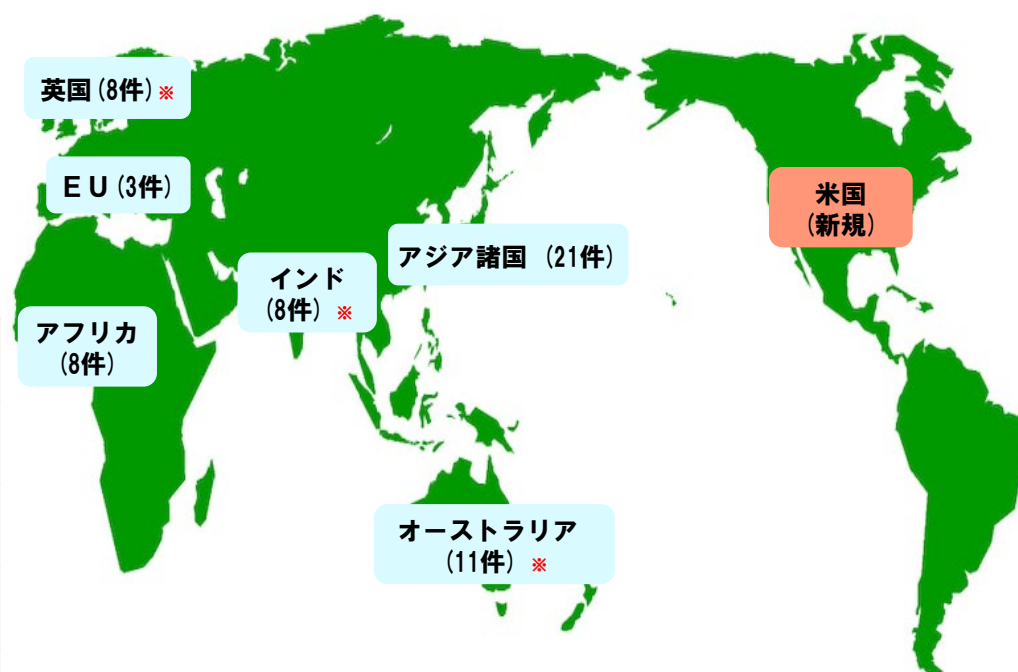 英国(8件)※
EU(3件)
米国
(新規)
アジア諸国 (21件)
インド
(8件) ※
アフリカ
(8件)
オーストラリア
(11件) ※